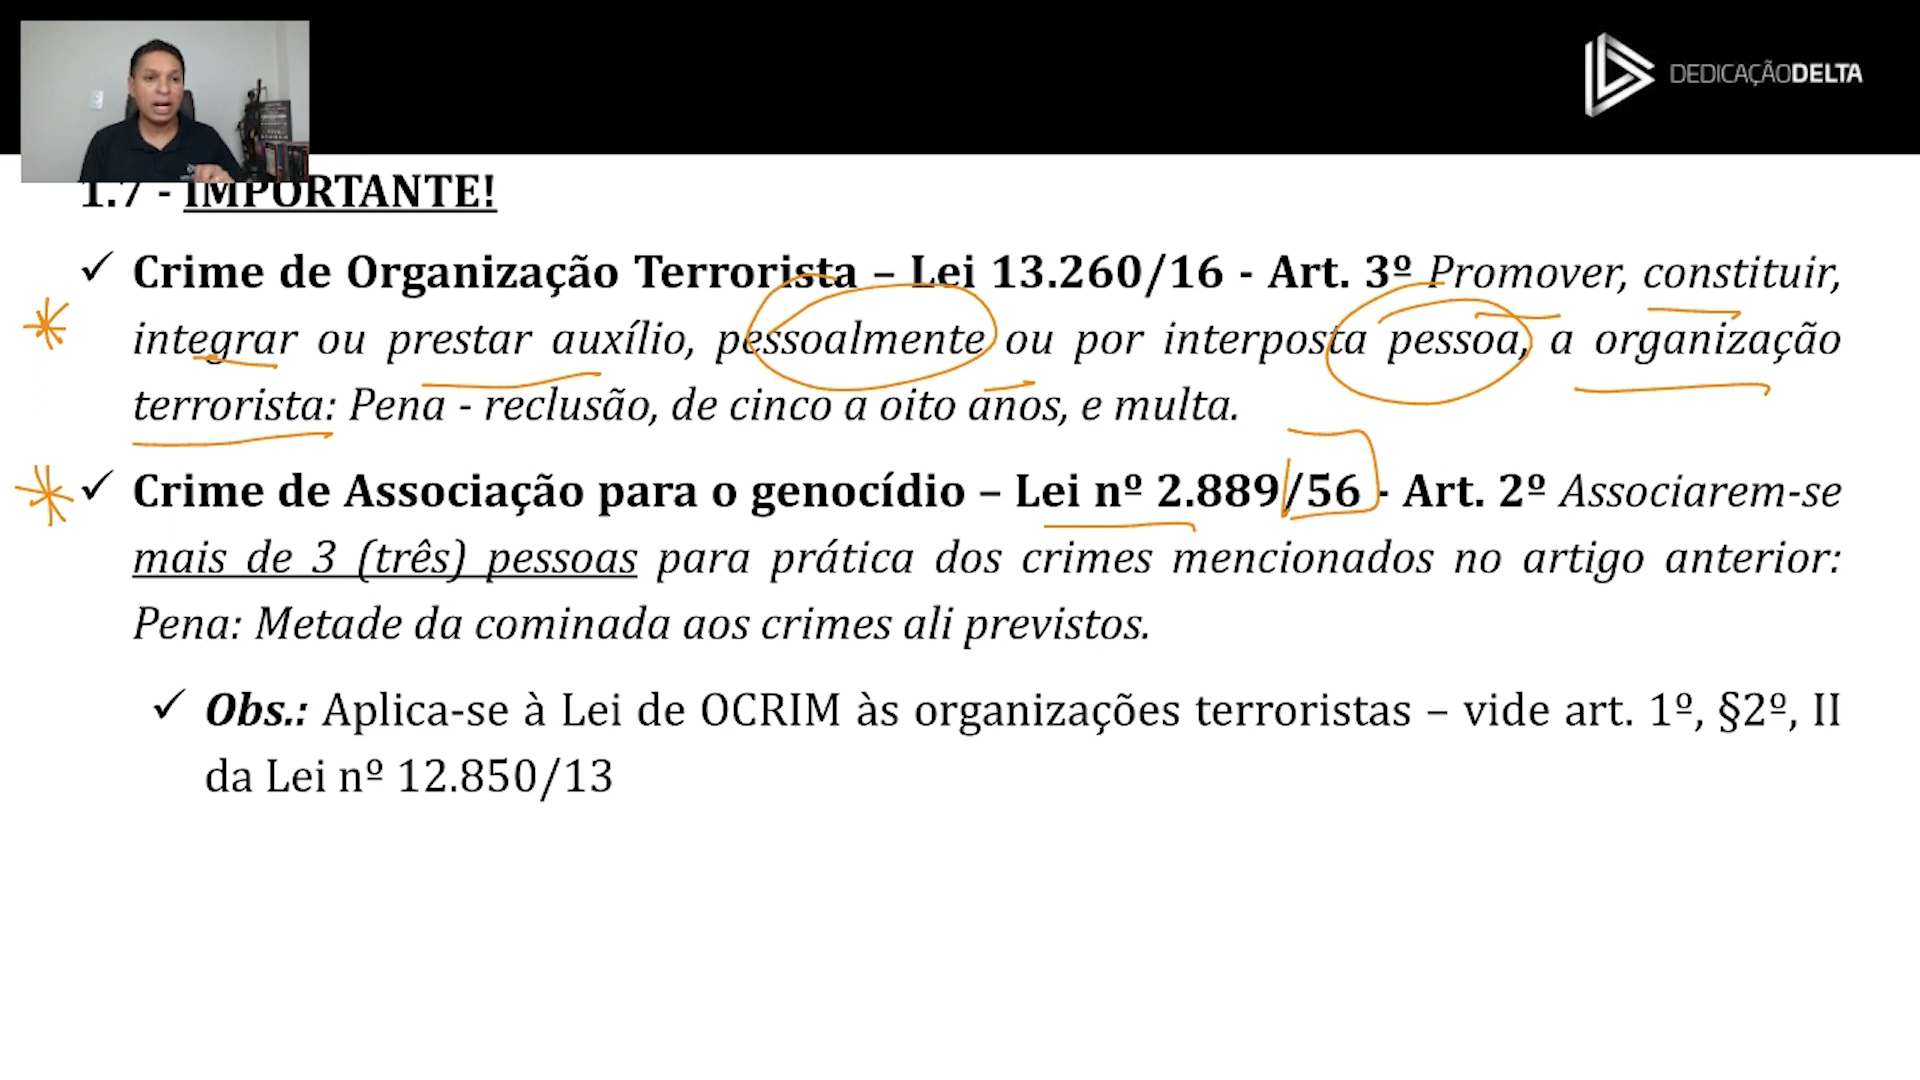 DEDICAÇÃODELTA
1.7 - IMPORTANTE!
✓ Crime de Organização Terrorista – Lei 13.260/16 - Art. 3º Promover, constituir,
integrar ou prestar auxílio, pessoalmente ou por interposta pessoa, a organização
terrorista: Pena - reclusão, de cinco a oito anos, e multa.
✓ Crime de Associação para o genocídio – Lei nº 2.889/56 - Art. 2º Associarem-se
mais de 3 (três) pessoas para prática dos crimes mencionados no artigo anterior:
Pena: Metade da cominada aos crimes ali previstos.
✓ Obs.: Aplica-se à Lei de OCRIM às organizações terroristas – vide art. 1º, §2º, II
da Lei nº 12.850/13